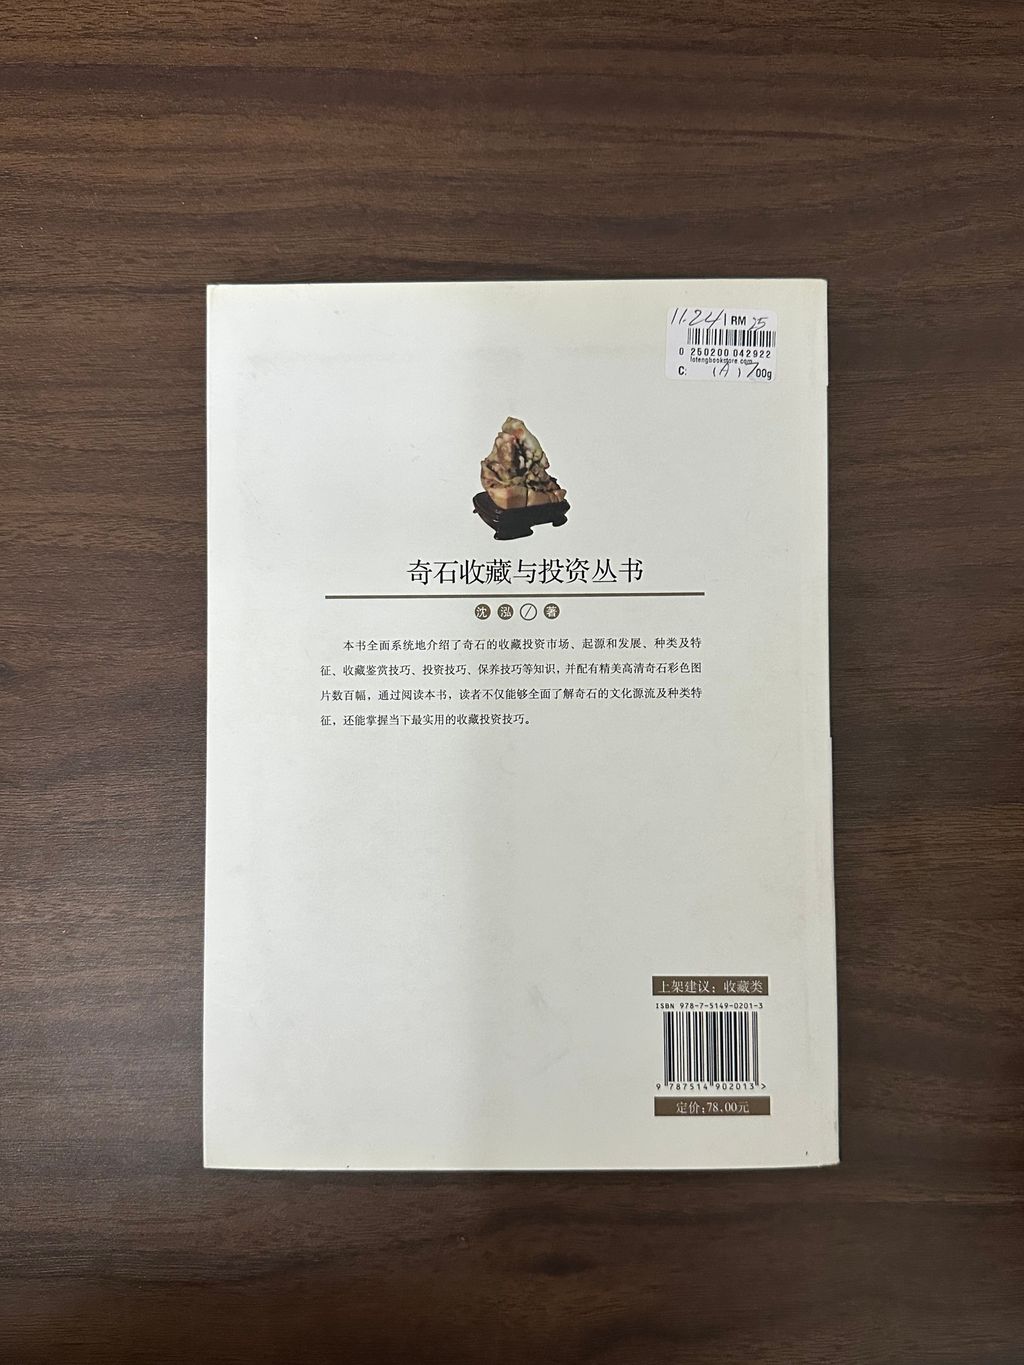 11.24 | RM 25
0 250200 042922
lotengbookstore.com
C: (A) 700g
奇石收藏与投资丛书
沈 泓 / 著
本书全面系统地介绍了奇石的收藏投资市场、起源和发展、种类及特
征、收藏鉴赏技巧、投资技巧、保养技巧等知识，并配有精美高清奇石彩色图
片数百幅，通过阅读本书，读者不仅能够全面了解奇石的文化源流及种类特
征，还能掌握当下最实用的收藏投资技巧。
上架建议：收藏类
ISBN 978-7-5149-0201-3
9 787514 902013 >
定价：78.00元